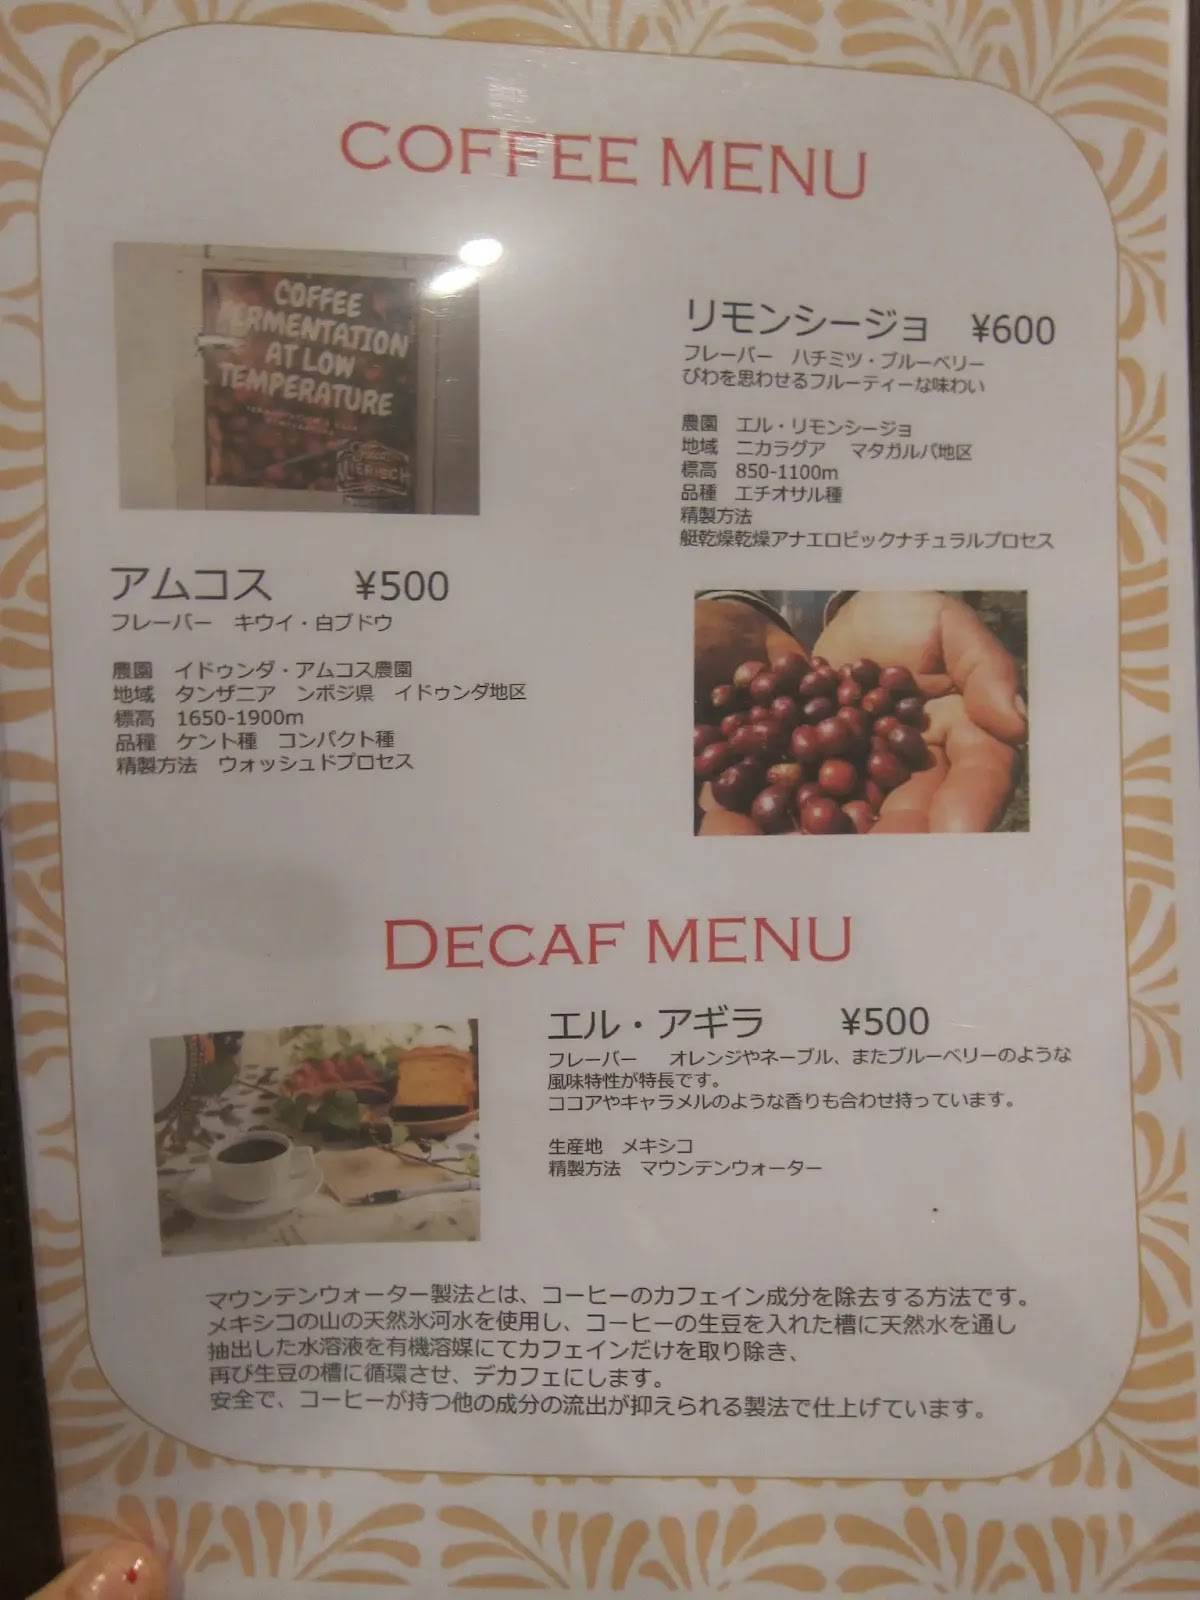 COFFEE MENU
COFFEE
FERMENTATION
AT LOW
TEMPERATURE
MIERISCH
リモンシージョ ¥600
フレーバー ハチミツ・ブルーベリー
びわを思わせるフルーティーな味わい
農園 エル・リモンシージョ
地域 ニカラグア マタガルパ地区
標高 850-1100m
品種 エチオサル種
精製方法
艇乾燥乾燥アナエロビックナチュラルプロセス
アムコス ¥500
フレーバー キウイ・白ブドウ
農園 イドゥンダ・アムコス農園
地域 タンザニア ンボジ県 イドゥンダ地区
標高 1650-1900m
品種 ケント種 コンパクト種
精製方法 ウォッシュドプロセス
DECAF MENU
エル・アギラ ¥500
フレーバー オレンジやネーブル、またブルーベリーのような
風味特性が特長です。
ココアやキャラメルのような香りも合わせ持っています。
生産地 メキシコ
精製方法 マウンテンウォーター
マウンテンウォーター製法とは、コーヒーのカフェイン成分を除去する方法です。
メキシコの山の天然氷河水を使用し、コーヒーの生豆を入れた槽に天然水を通し
抽出した水溶液を有機溶媒にてカフェインだけを取り除き、
再び生豆の槽に循環させ、デカフェにします。
安全で、コーヒーが持つ他の成分の流出が抑えられる製法で仕上げています。